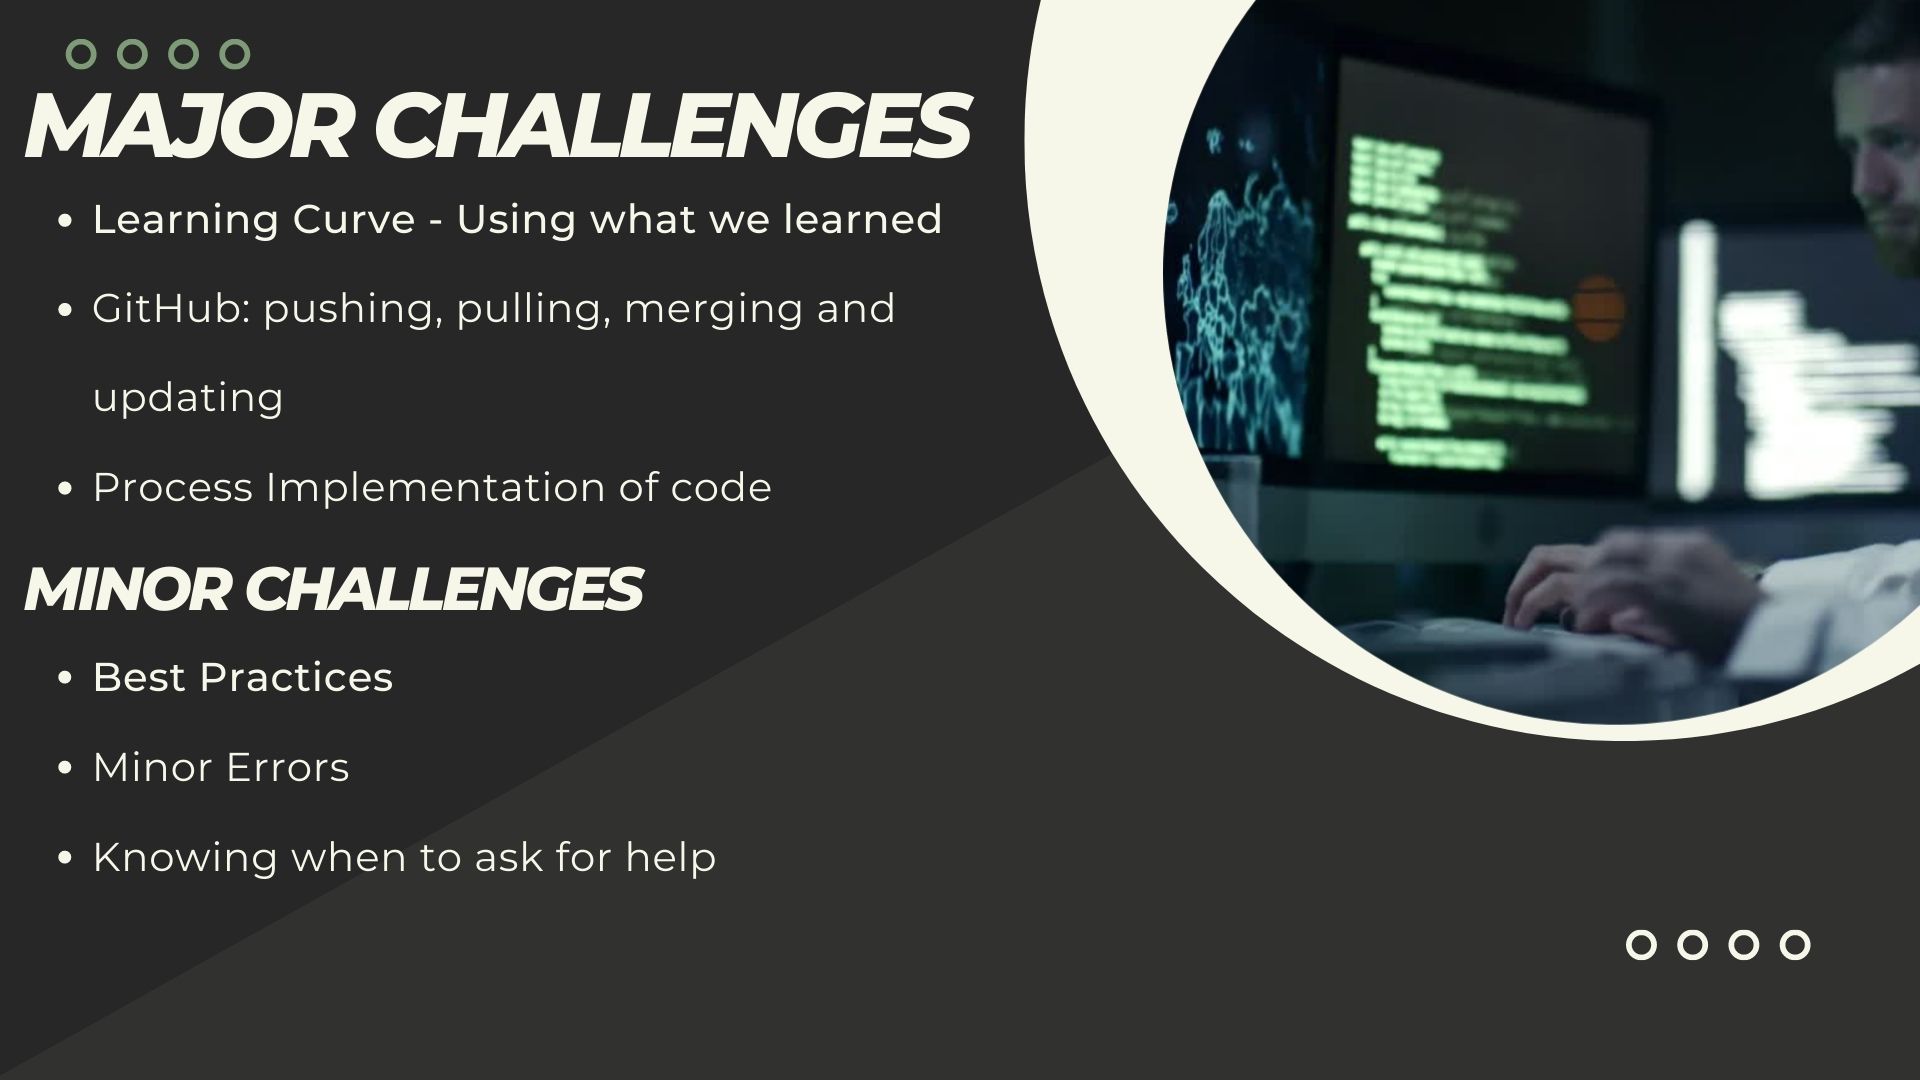 MAJOR CHALLENGES
• Learning Curve - Using what we learned
• GitHub: pushing, pulling, merging and
updating
• Process Implementation of code
MINOR CHALLENGES
• Best Practices
• Minor Errors
• Knowing when to ask for help